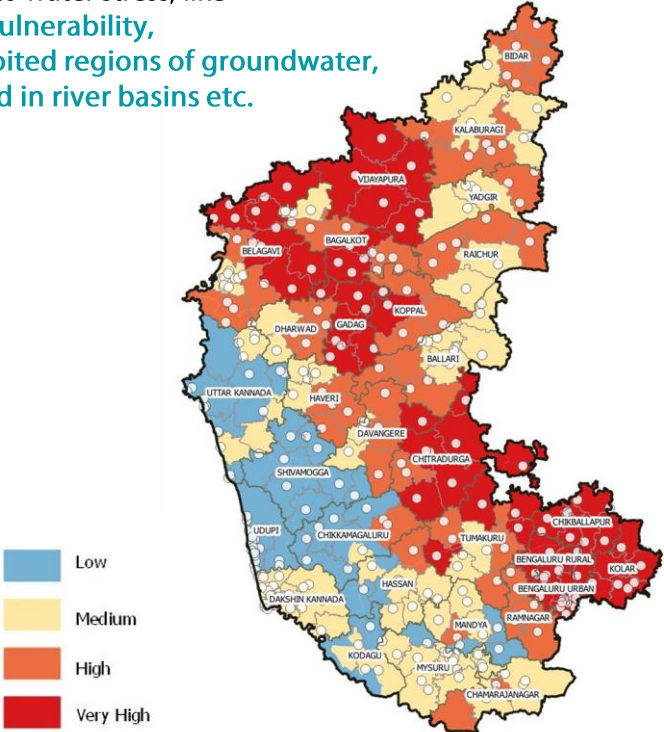 vulnerability,
bited regions of groundwater,
d in river basins etc.
BIDAR
KALABURAGI
VIJAYAPURA
YADGIR
BAGALKOT
BELAGAVI
RAICHUR
KOPPAL
GADAG
DHARWAD
BALLARI
UTTAR KANNADA
HAVERI
DAVANGERE
CHITRADURGA
SHIVAMOGGA
CHIKBALLAPUR
UDUPI
CHIKKAMAGALURU
TUMAKURU
BENGALURU RURAL
KOLAR
HASSAN
BENGALURU URBAN
DAKSHIN KANNADA
RAMNAGAR
MANDYA
KODAGU
MYSURU
CHAMARAJANAGAR
Low
Medium
High
Very High